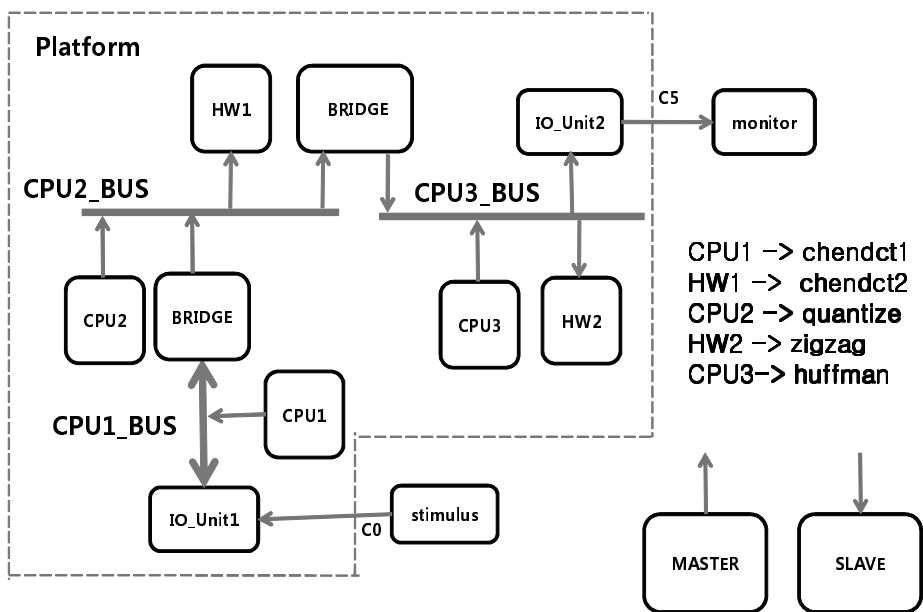 Platform
HW1
BRIDGE
IO_Unit2
C5
monitor
CPU2_BUS
CPU3_BUS
CPU2
BRIDGE
CPU3
HW2
CPU1 -> chendct1
HW1 -> chendct2
CPU2 -> quantize
HW2 -> zigzag
CPU3-> huffman
CPU1_BUS
CPU1
IO_Unit1
C0
stimulus
MASTER
SLAVE